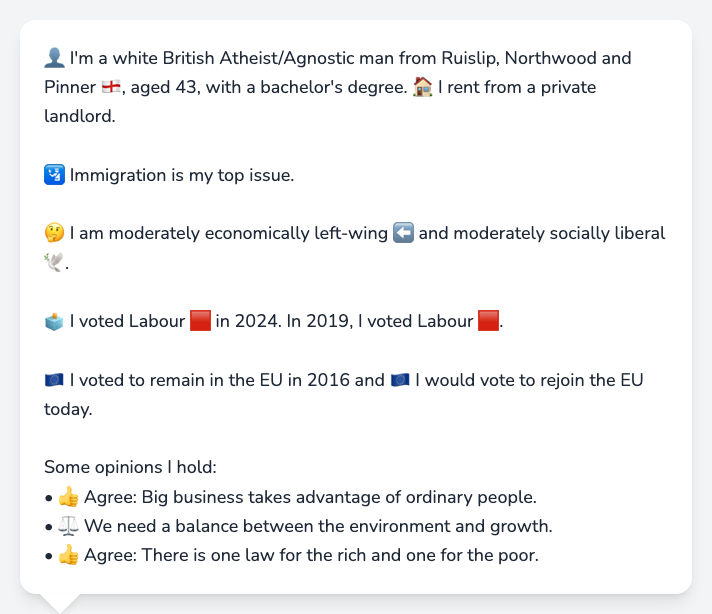 👤 I'm a white British Atheist/Agnostic man from Ruislip, Northwood and
Pinner 🏴󠁧󠁢󠁥󠁮󠁧󠁿, aged 43, with a bachelor's degree. 🏠 I rent from a private
landlord.
🛂 Immigration is my top issue.
🤔 I am moderately economically left-wing ⬅️ and moderately socially liberal
🕊️.
🗳️ I voted Labour 🟥 in 2024. In 2019, I voted Labour 🟥.
🇪🇺 I voted to remain in the EU in 2016 and 🇪🇺 I would vote to rejoin the EU
today.
Some opinions I hold:
• 👍 Agree: Big business takes advantage of ordinary people.
• ⚖️ We need a balance between the environment and growth.
• 👍 Agree: There is one law for the rich and one for the poor.